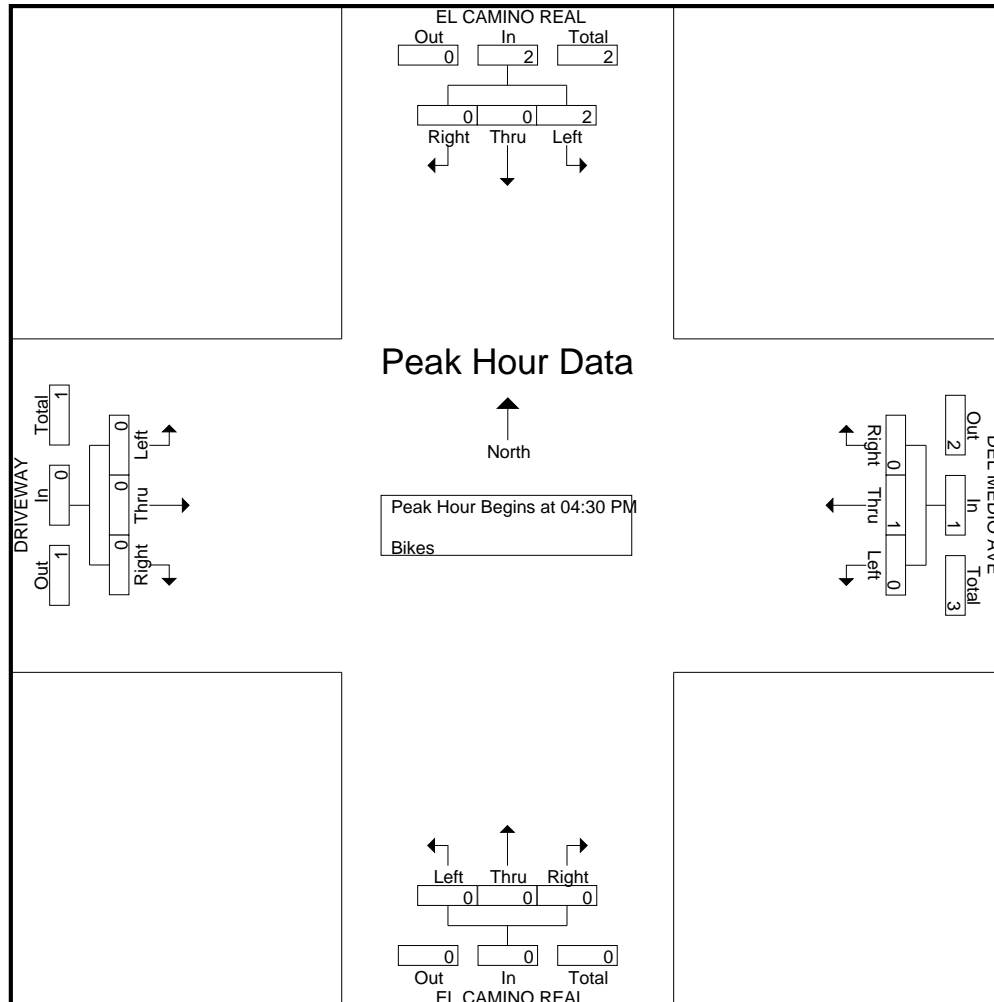 EL CAMINO REAL
Out In Total
0 2 2
0 0 2
Right Thru Left
Peak Hour Data
North
Peak Hour Begins at 04:30 PM
Bikes
DRIVEWAY
Out In Total
1 0 1
0 0 0
Right Thru Left
DEL MEDIO AVE
Out In Total
2 1 3
0 1 0
Right Thru Left
Left Thru Right
0 0 0
0 0 0
Out In Total
EL CAMINO REAL